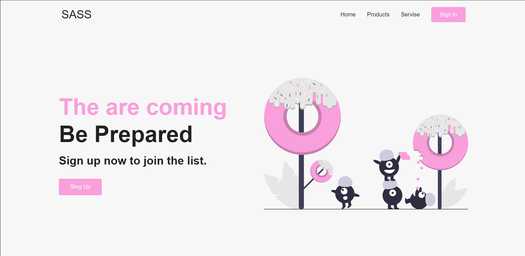 SASS
Home Products Servise Sign In
The are coming
Be Prepared
Sign up now to join the list.
Sing Up